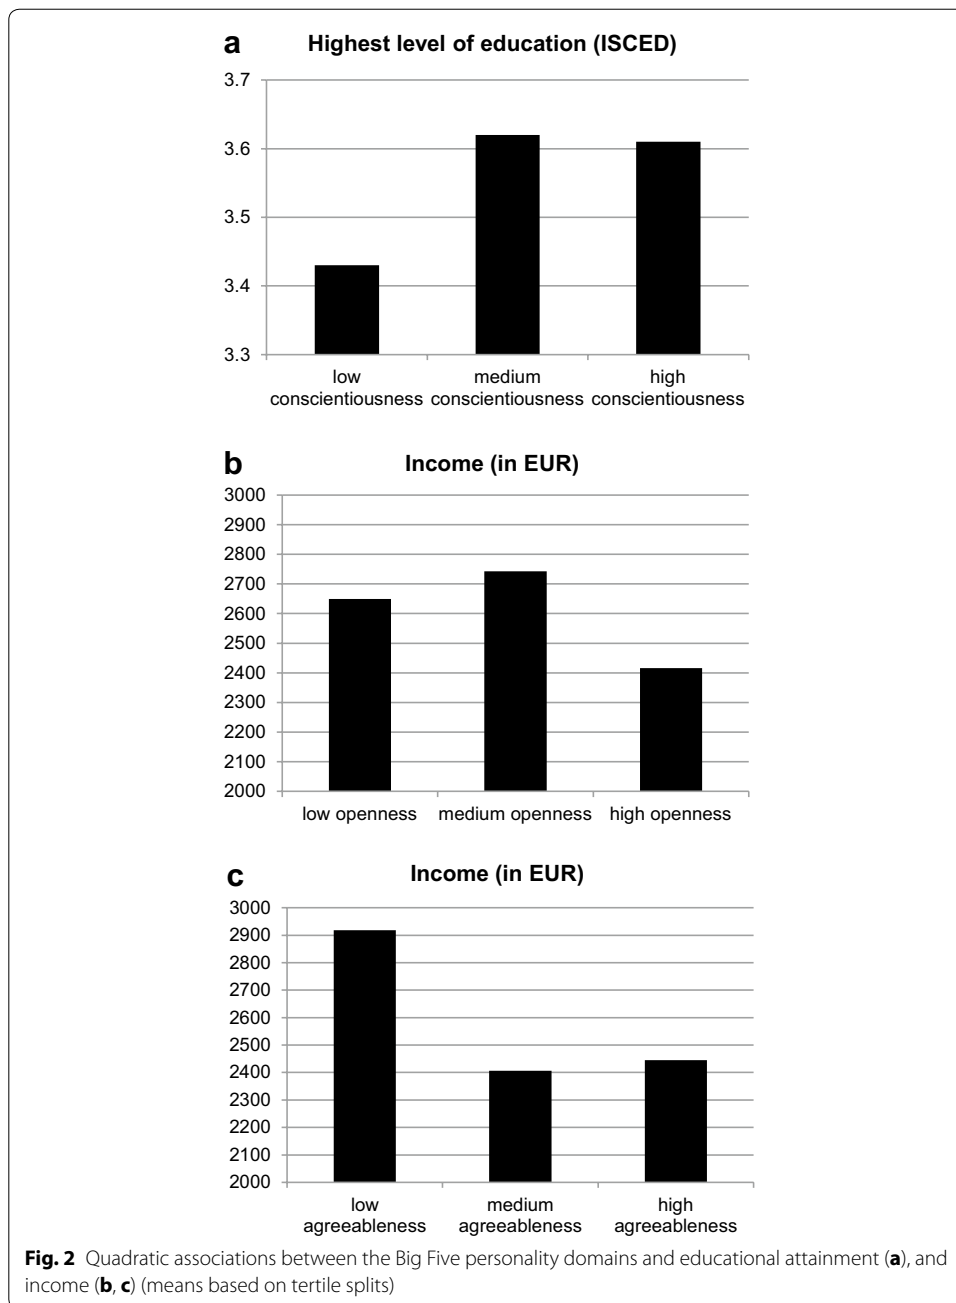 a Highest level of education (ISCED)
3.7
3.6
3.5
3.4
3.3
low medium high
conscientiousness conscientiousness conscientiousness
b Income (in EUR)
3000
2900
2800
2700
2600
2500
2400
2300
2200
2100
2000
low openness medium openness high openness
c Income (in EUR)
3000
2900
2800
2700
2600
2500
2400
2300
2200
2100
2000
low medium high
agreeableness agreeableness agreeableness
Fig. 2 Quadratic associations between the Big Five personality domains and educational attainment (a), and
income (b, c) (means based on tertile splits)